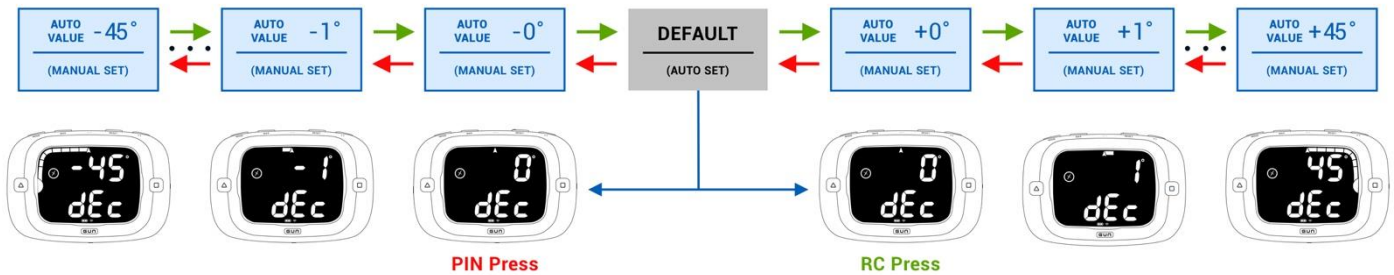 AUTO VALUE -45°
(MANUAL SET)
AUTO VALUE -1°
(MANUAL SET)
AUTO VALUE -0°
(MANUAL SET)
DEFAULT
(AUTO SET)
AUTO VALUE +0°
(MANUAL SET)
AUTO VALUE +1°
(MANUAL SET)
AUTO VALUE +45°
(MANUAL SET)
-45°
dEc
-1°
dEc
0°
dEc
0°
dEc
1°
dEc
45°
dEc
PIN Press
RC Press